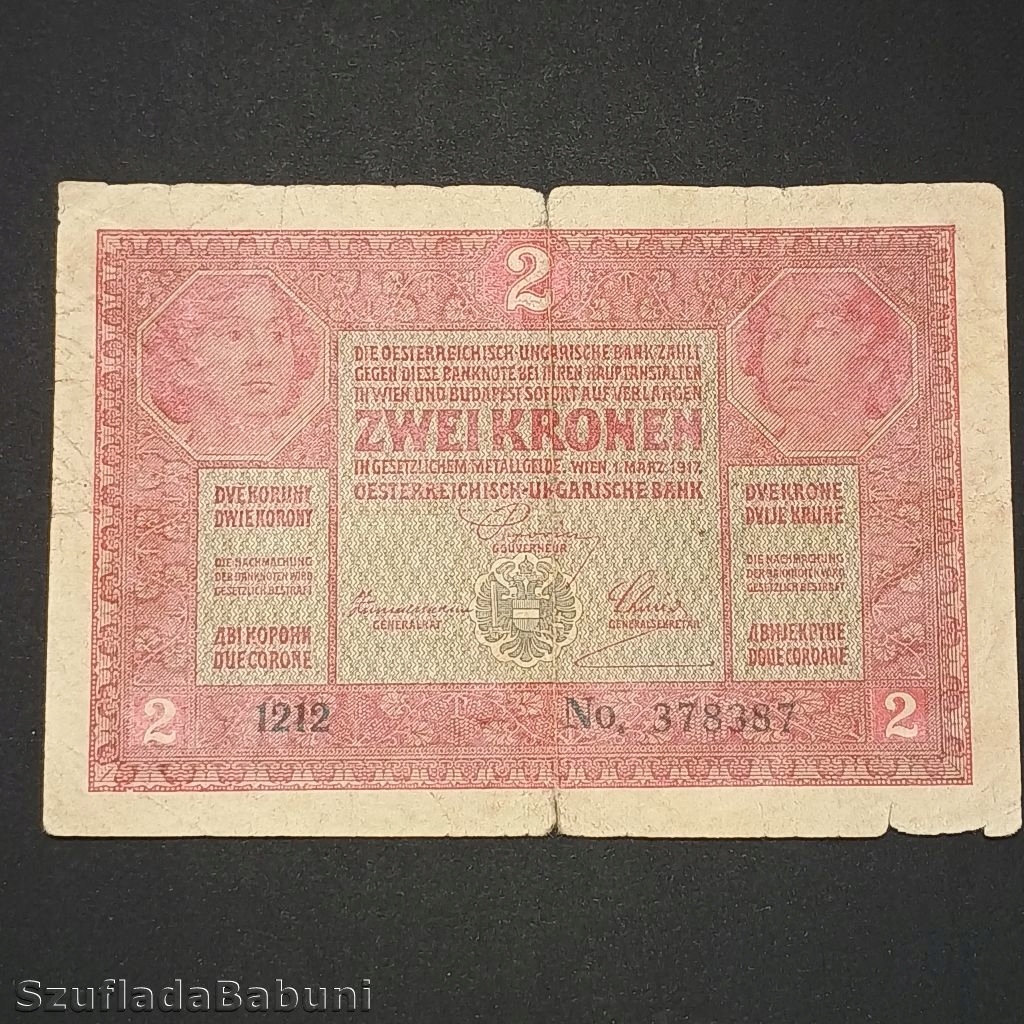 2
DIE OESTERREICHISCH-UNGARISCHE BANK ZAHLT
GEGEN DIESE BANKNOTE BEI IHREN HAUPTANSTALTEN
IN WIEN UND BUDAPEST SOFORT AUF VERLANGEN
ZWEI KRONEN
IN GESETZLICHEM METALLGELDE. WIEN, 1. MÄRZ 1917.
OESTERREICHISCH-UNGARISCHE BANK
GOUVERNEUR
GENERALRAT
GENERALSEKRETÄR
DVĔ KORUNY
DWIE KORONY
DIE NACHMACHUNG
DER BANKNOTEN WIRD
GESETZLICH BESTRAFT
ДВІ КОРОНИ
DUE CORONE
DVE KRONE
DVIJE KRUNE
DIE NACHMACHUNG
DER BANKNOTEN WIRD
GESETZLICH BESTRAFT
ДВИЈЕ КРУНЕ
DOUE COROANE
2
1212
No. 378387
2
SzufladaBabuni